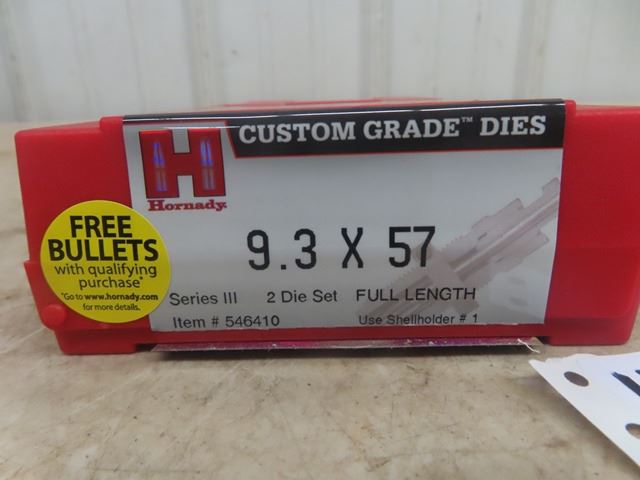 CUSTOM GRADE™ DIES
H
Hornady.
9.3 X 57
Series III 2 Die Set FULL LENGTH
Item # 546410 Use Shellholder # 1
FREE
BULLETS
with qualifying
purchase*
*Go to www.hornady.com
for more details.